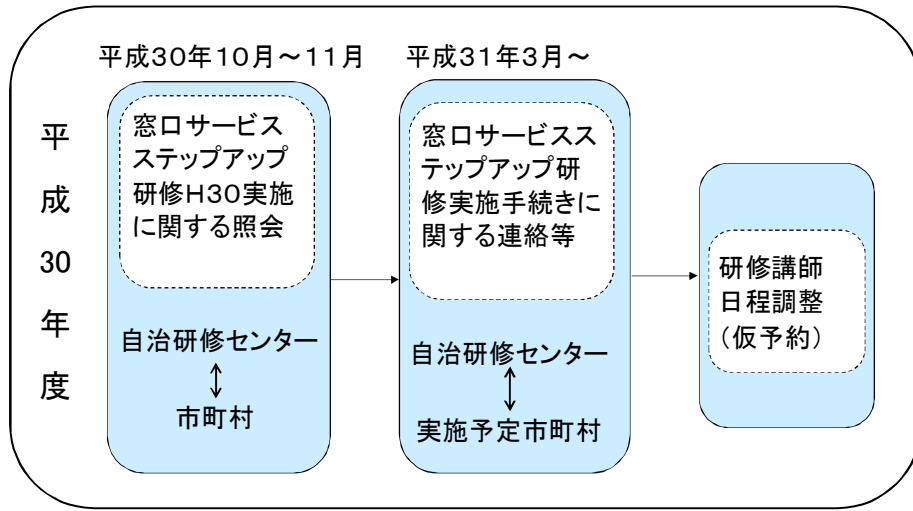 平成30年度
平成30年10月～11月
窓口サービス
ステップアップ
研修H30実施
に関する照会
自治研修センター
市町村
平成31年3月～
窓口サービスス
テップアップ研
修実施手続きに
関する連絡等
自治研修センター
実施予定市町村
研修講師
日程調整
（仮予約）